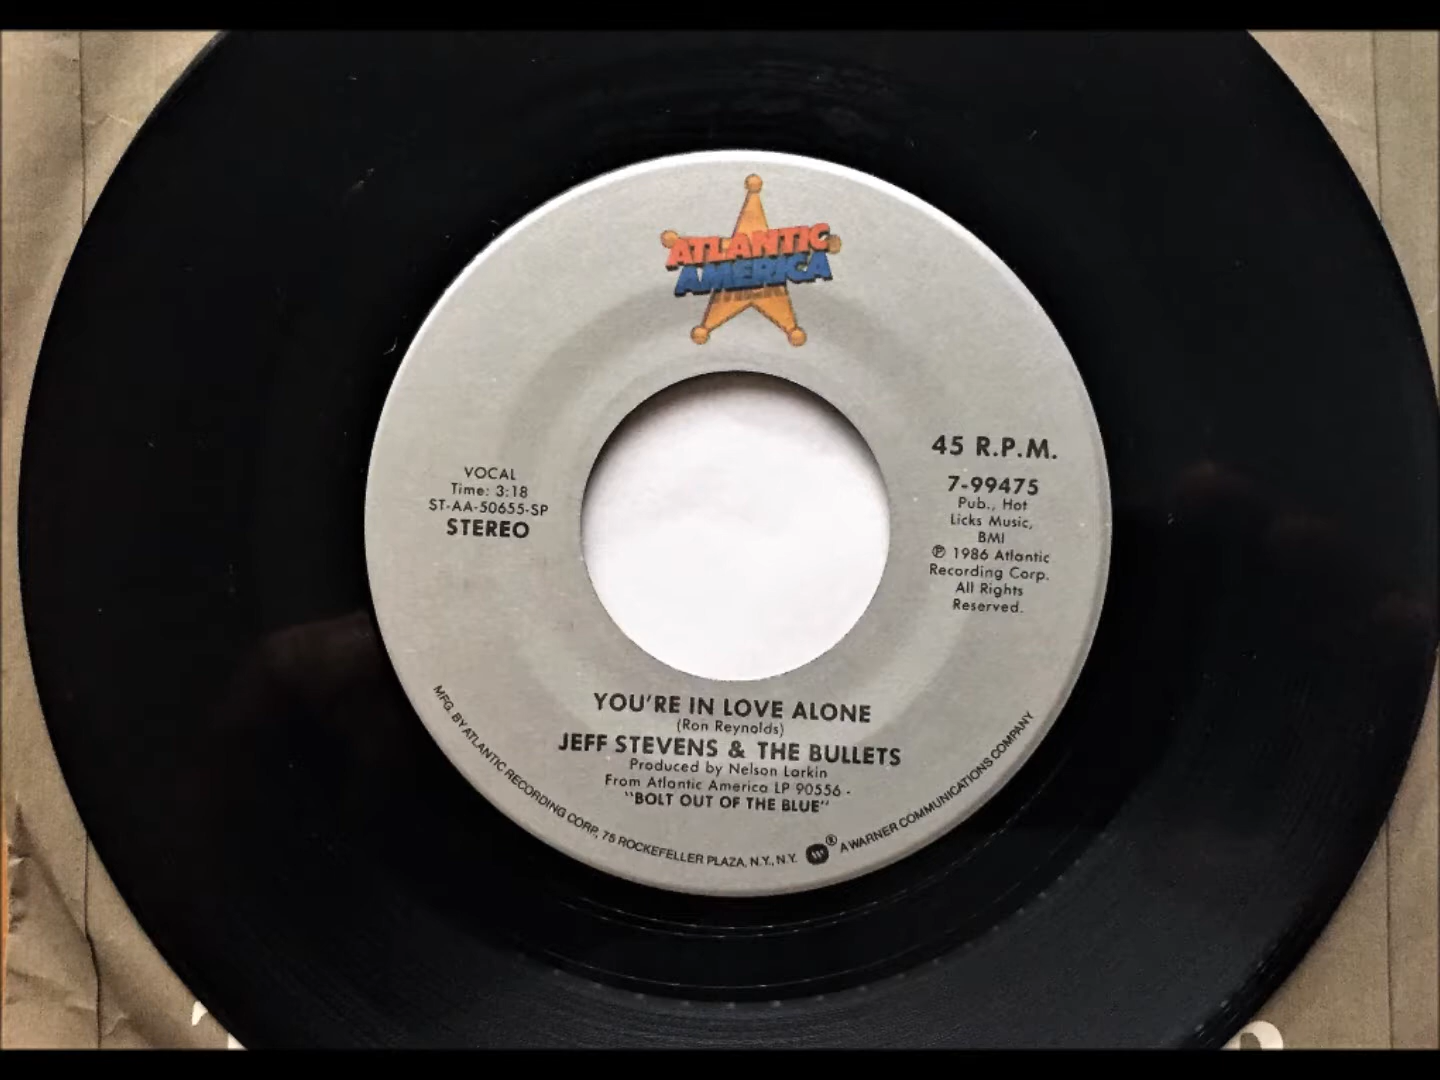 ATLANTIC
AMERICA
45 R.P.M.
7-99475
Pub., Hot
Licks Music,
BMI
℗ 1986 Atlantic
Recording Corp.
All Rights
Reserved.
VOCAL
Time: 3:18
ST-AA-50655-SP
STEREO
YOU'RE IN LOVE ALONE
(Ron Reynolds)
JEFF STEVENS & THE BULLETS
Produced by Nelson Larkin
From Atlantic America LP 90556 -
"BOLT OUT OF THE BLUE"
MFG. BY ATLANTIC RECORDING CORP., 75 ROCKEFELLER PLAZA, N.Y., N.Y. ® A WARNER COMMUNICATIONS COMPANY